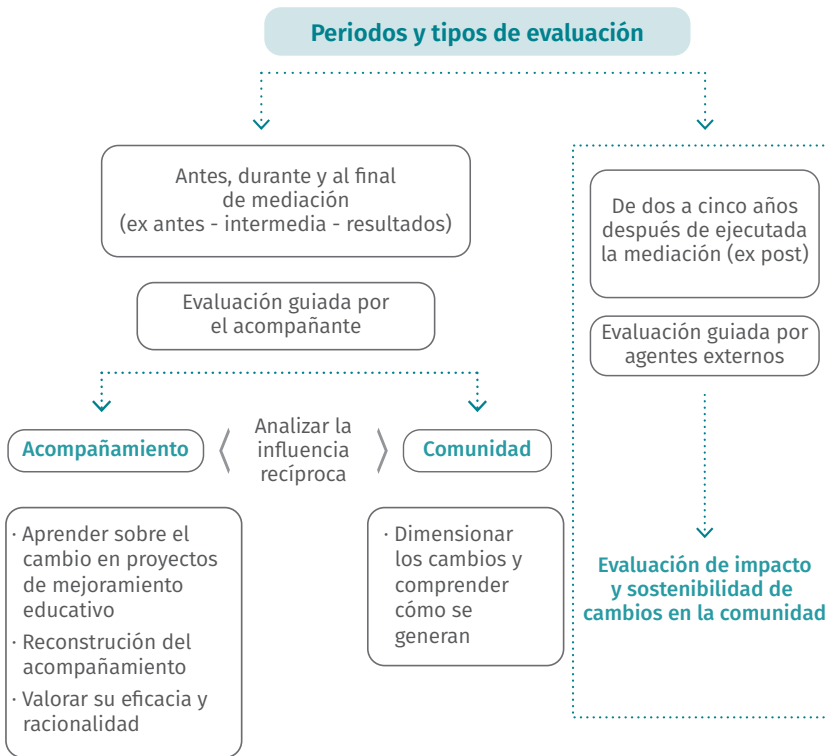 Periodos y tipos de evaluación
Antes, durante y al final
de mediación
(ex antes - intermedia - resultados)
Evaluación guiada por
el acompañante
Acompañamiento
Analizar la
influencia
recíproca
Comunidad
· Aprender sobre el
cambio en proyectos
de mejoramiento
educativo
· Reconstrución del
acompañamiento
· Valorar su eficacia y
racionalidad
· Dimensionar
los cambios y
comprender
cómo se
generan
De dos a cinco años
después de ejecutada
la mediación (ex post)
Evaluación guiada por
agentes externos
Evaluación de impacto
y sostenibilidad de
cambios en la comunidad